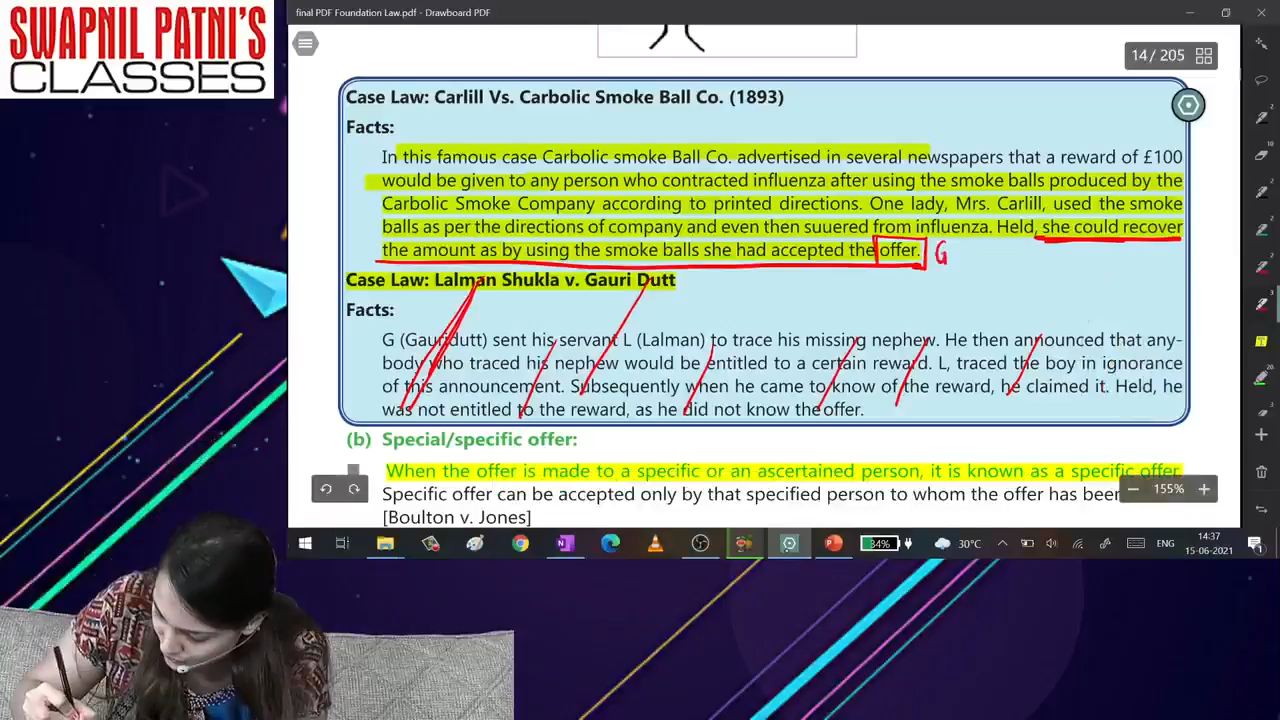 SWAPNIL PATNI'S
CLASSES
final PDF Foundation Law.pdf - Drawboard PDF
14 / 205
Case Law: Carlill Vs. Carbolic Smoke Ball Co. (1893)
Facts:
In this famous case Carbolic smoke Ball Co. advertised in several newspapers that a reward of £100
would be given to any person who contracted influenza after using the smoke balls produced by the
Carbolic Smoke Company according to printed directions. One lady, Mrs. Carlill, used the smoke
balls as per the directions of company and even then suuered from influenza. Held, she could recover
the amount as by using the smoke balls she had accepted the offer. G
Case Law: Lalman Shukla v. Gauri Dutt
Facts:
G (Gauridutt) sent his servant L (Lalman) to trace his missing nephew. He then announced that any-
body who traced his nephew would be entitled to a certain reward. L, traced the boy in ignorance
of this announcement. Subsequently when he came to know of the reward, he claimed it. Held, he
was not entitled to the reward, as he did not know the offer.
(b) Special/specific offer:
When the offer is made to a specific or an ascertained person, it is known as a specific offer
Specific offer can be accepted only by that specified person to whom the offer has been
[Boulton v. Jones]
155%
84%
30°C
ENG
14:37
15-06-2021